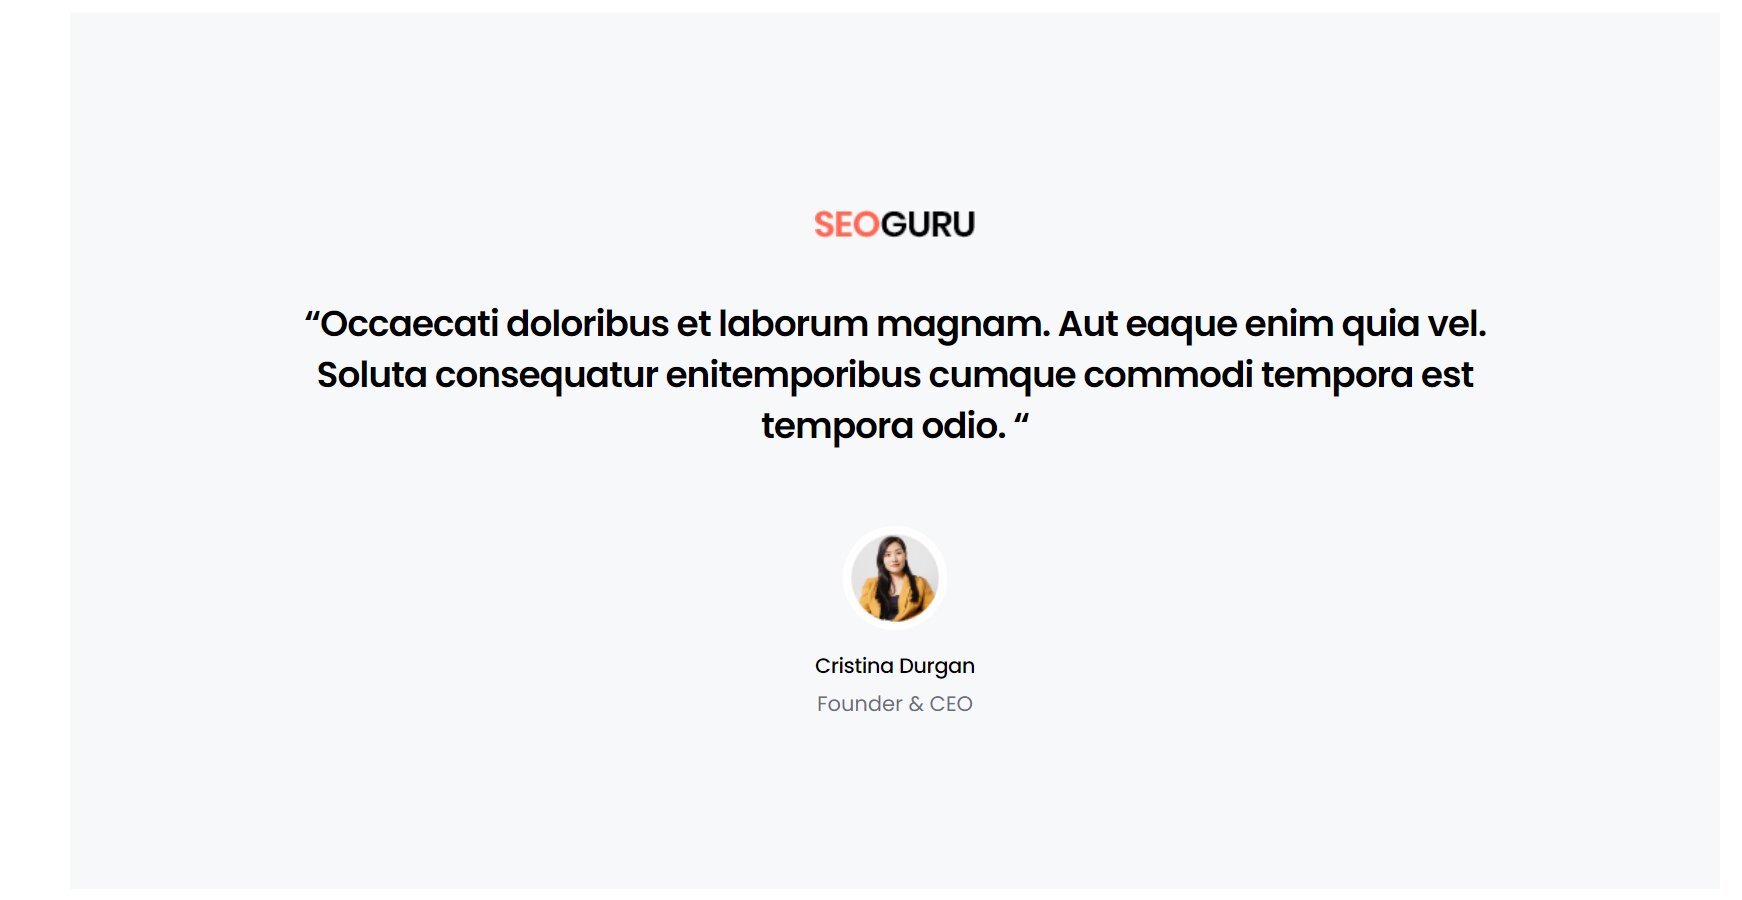 SEOGURU
“Occaecati doloribus et laborum magnam. Aut eaque enim quia vel.
Soluta consequatur enitemporibus cumque commodi tempora est
tempora odio. “
Cristina Durgan
Founder & CEO